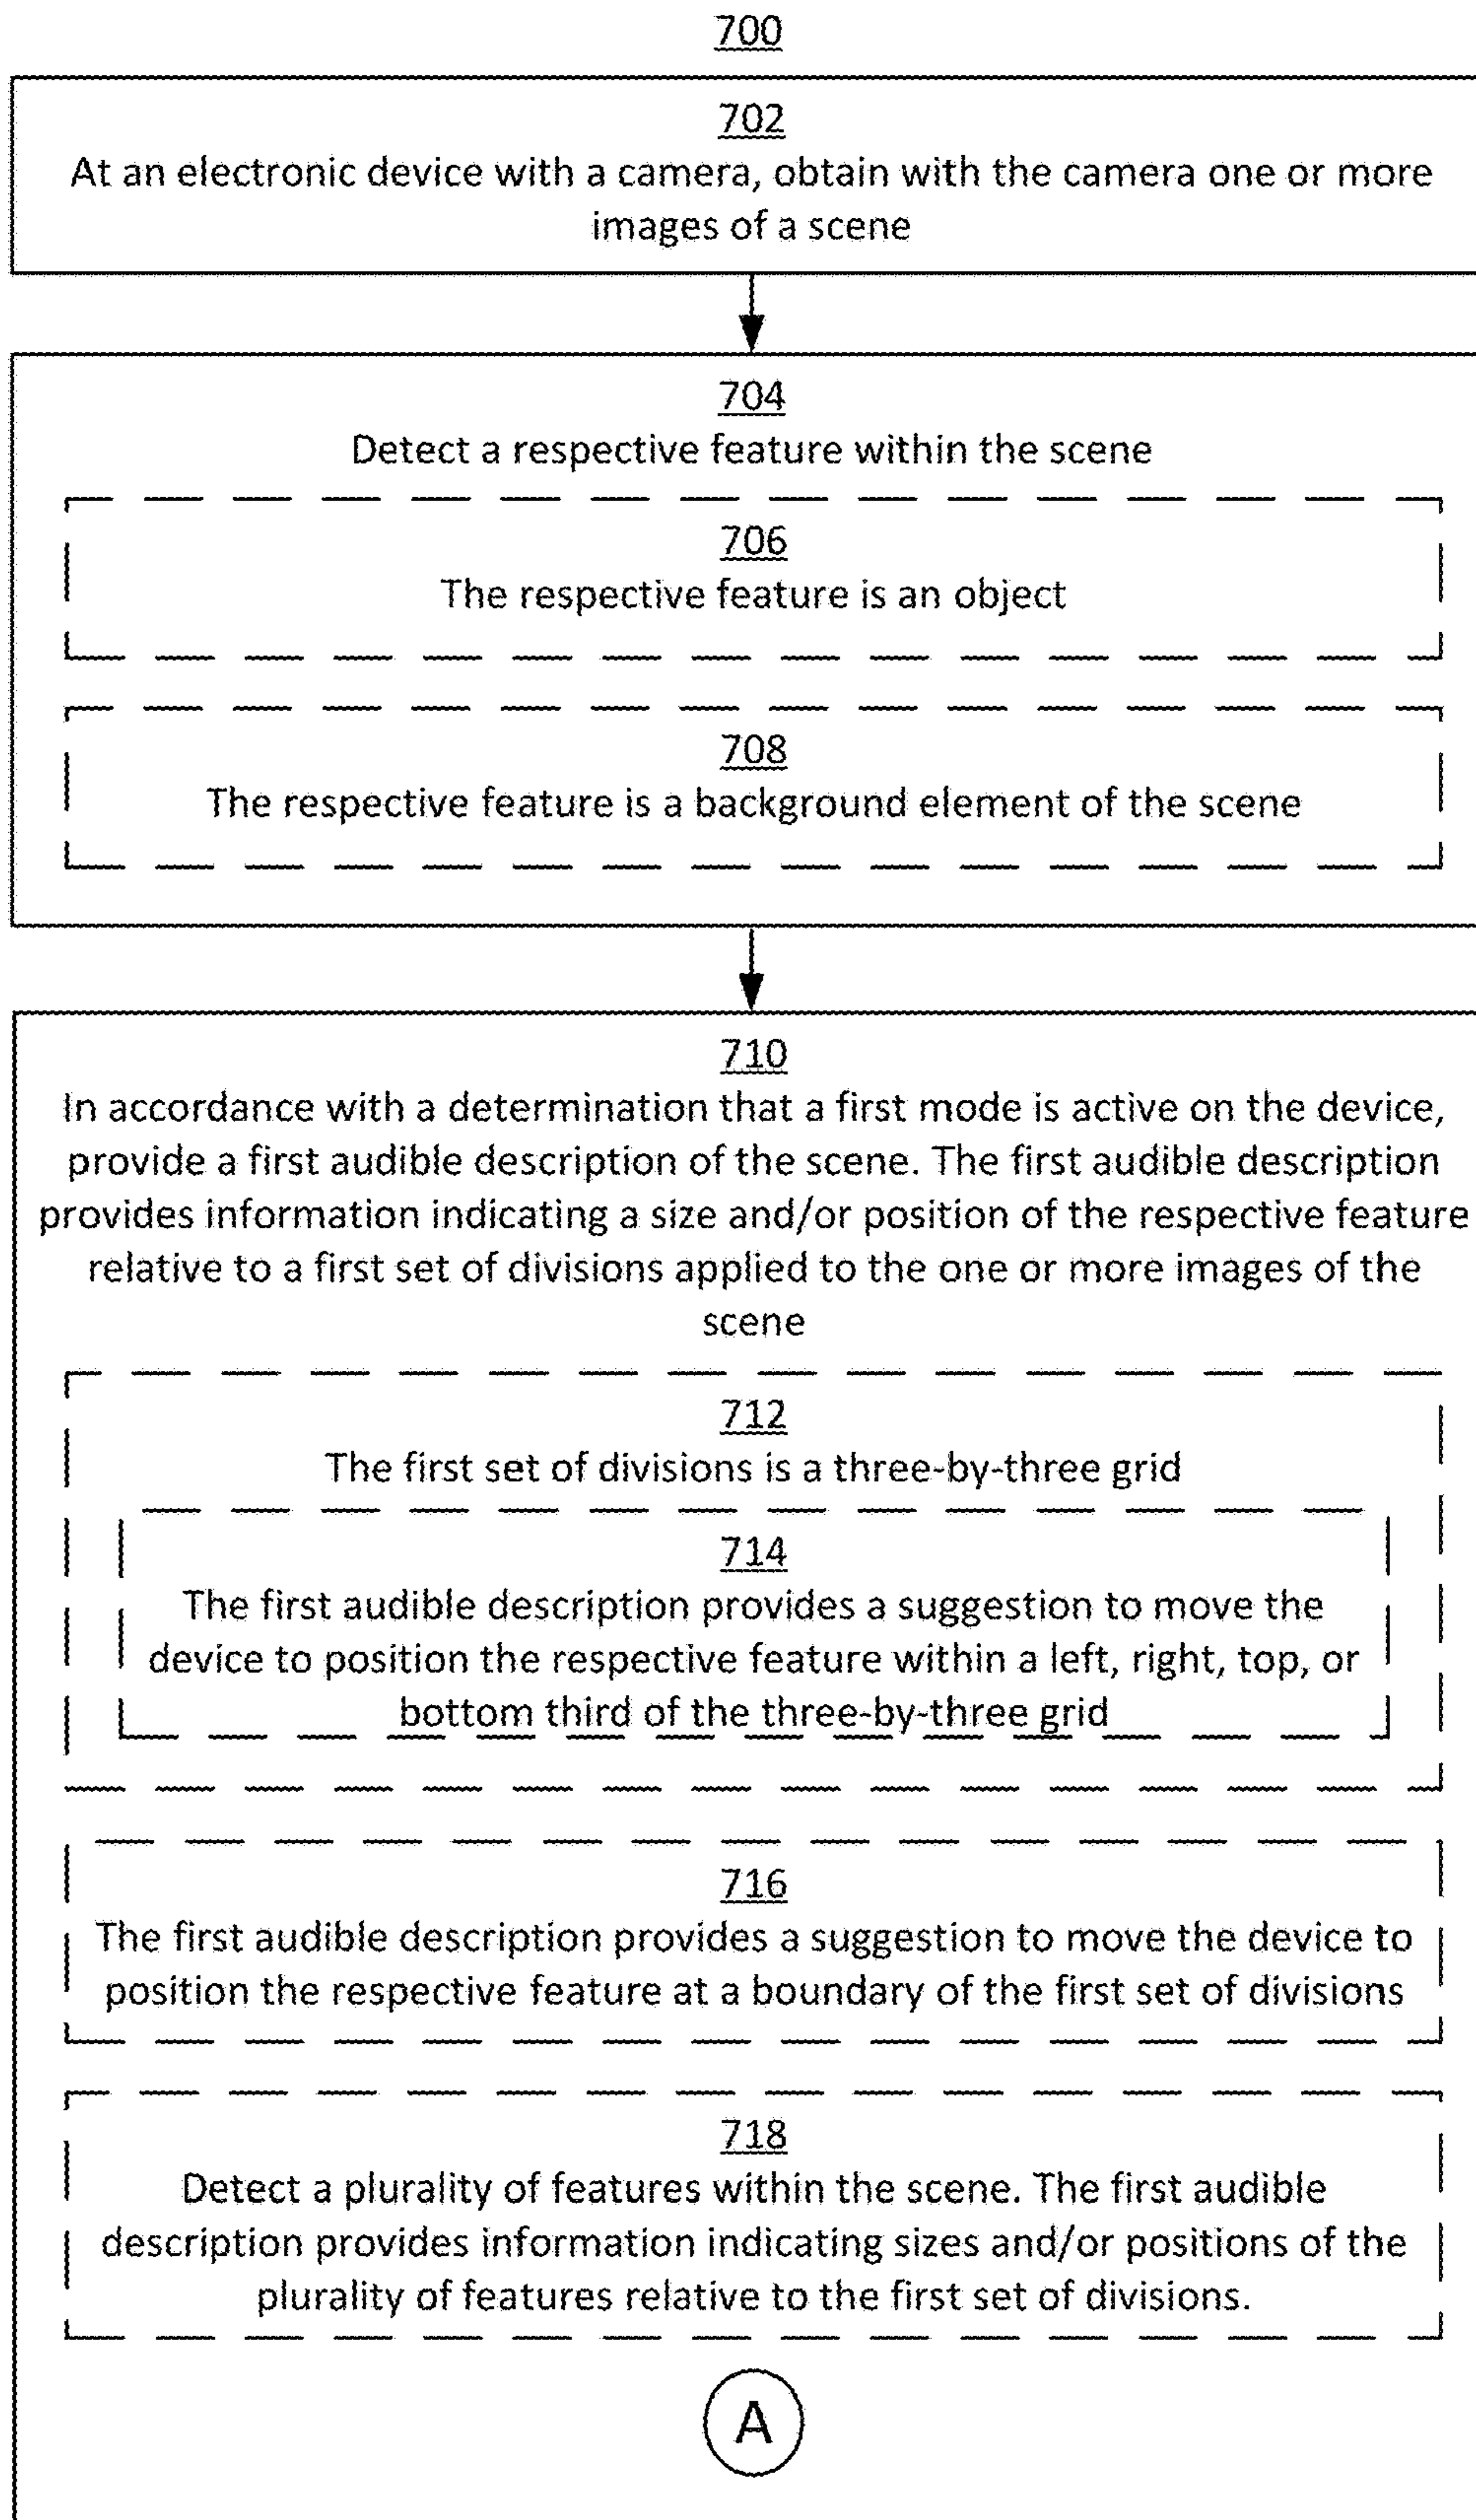 700
702
At an electronic device with a camera, obtain with the camera one or more
images of a scene
704
Detect a respective feature within the scene
706
The respective feature is an object
708
The respective feature is a background element of the scene
710
In accordance with a determination that a first mode is active on the device,
provide a first audible description of the scene. The first audible description
provides information indicating a size and/or position of the respective feature
relative to a first set of divisions applied to the one or more images of the
scene
712
The first set of divisions is a three-by-three grid
714
The first audible description provides a suggestion to move the
device to position the respective feature within a left, right, top, or
bottom third of the three-by-three grid
716
The first audible description provides a suggestion to move the device to
position the respective feature at a boundary of the first set of divisions
718
Detect a plurality of features within the scene. The first audible
description provides information indicating sizes and/or positions of the
plurality of features relative to the first set of divisions.
A